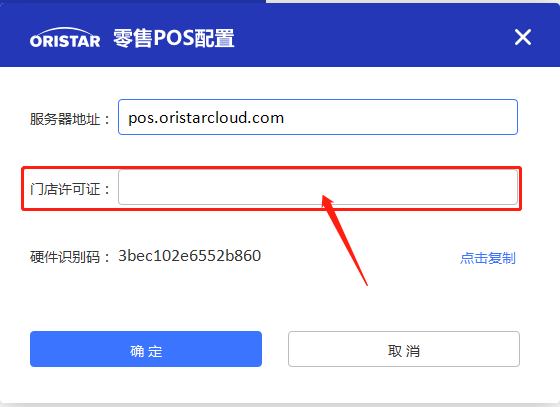 ORISTAR 零售POS配置
服务器地址： pos.oristarcloud.com
门店许可证：
硬件识别码： 3bec102e6552b860 点击复制
确定 取消